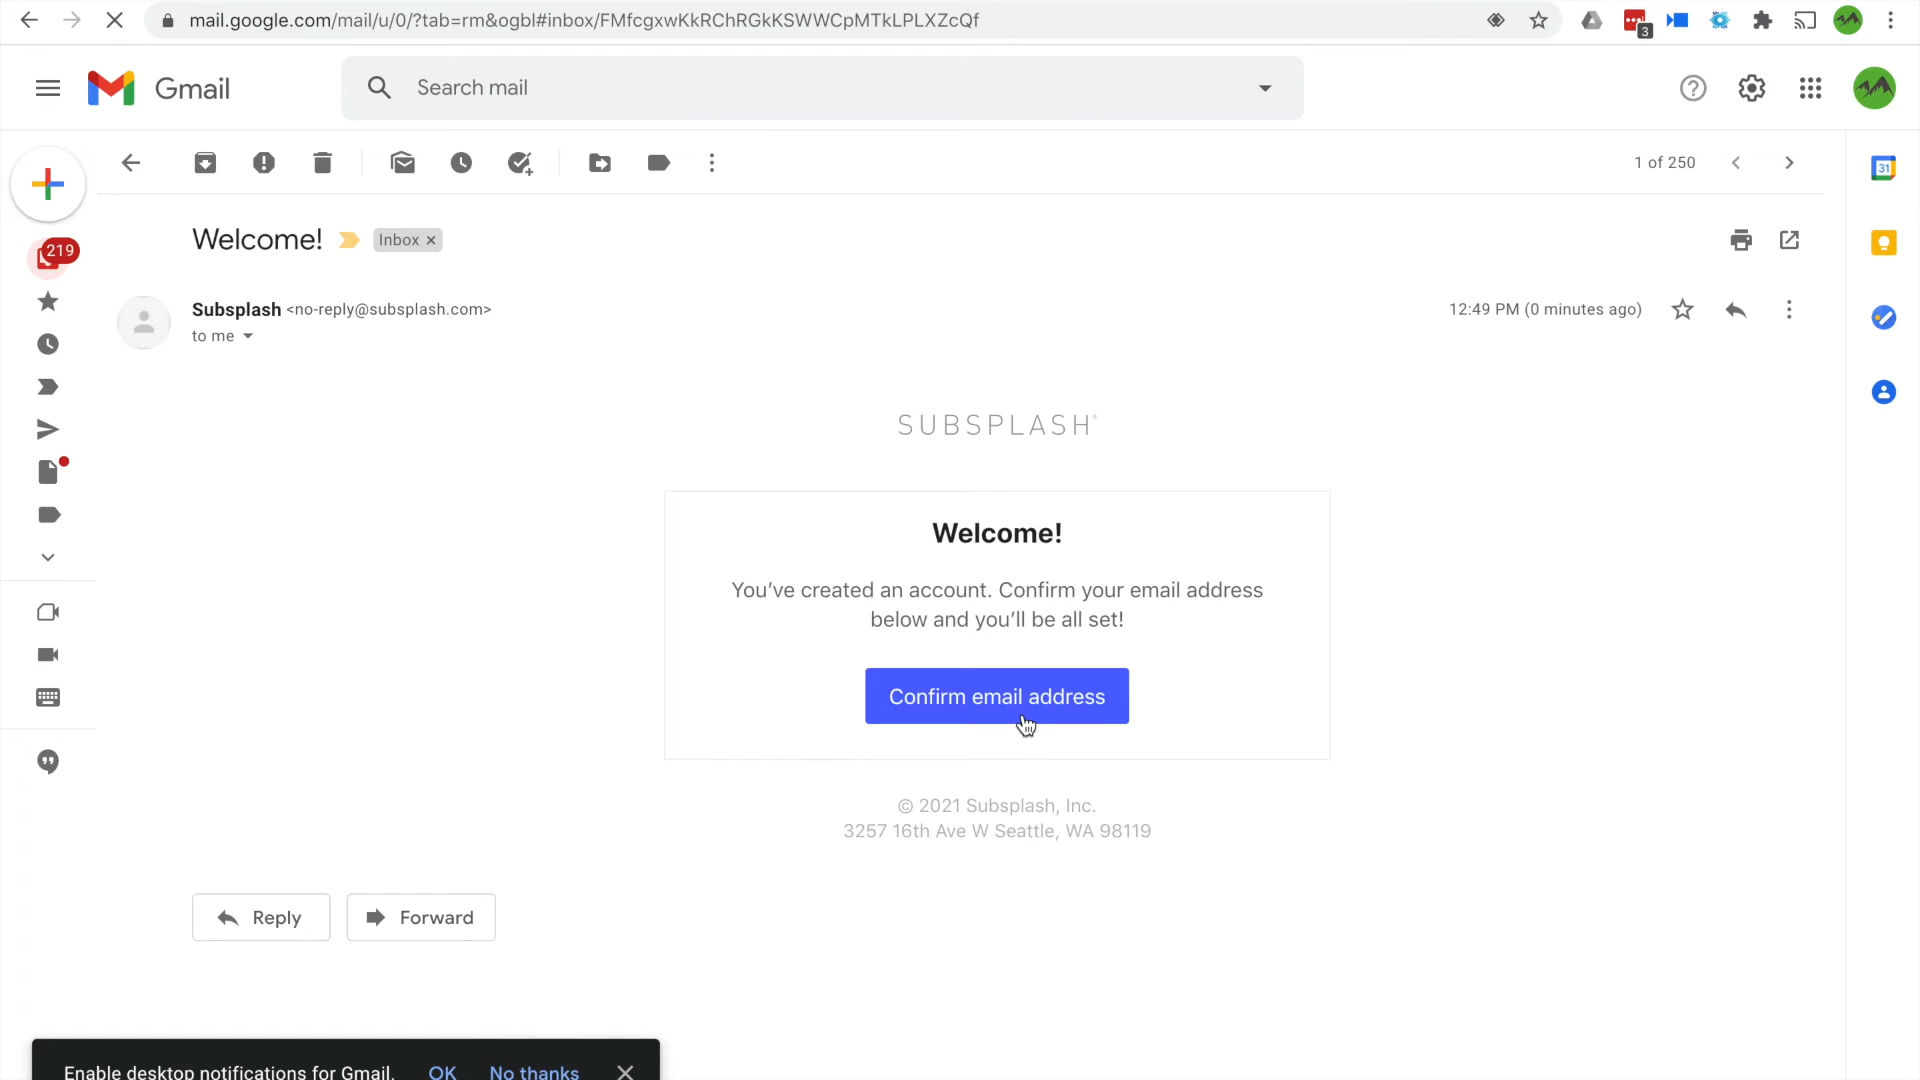 mail.google.com/mail/u/0/?tab=rm&ogbl#inbox/FMfcgxwKkRChRGkKSWWCpMTkLPLXZcQf
3
Gmail
Search mail
1 of 250
31
219
Welcome!
Inbox ×
Subsplash <no-reply@subsplash.com>
12:49 PM (0 minutes ago)
to me
SUBSPLASH®
Welcome!
You’ve created an account. Confirm your email address
below and you’ll be all set!
Confirm email address
© 2021 Subsplash, Inc.
3257 16th Ave W Seattle, WA 98119
Reply
Forward
Enable desktop notifications for Gmail. OK No thanks